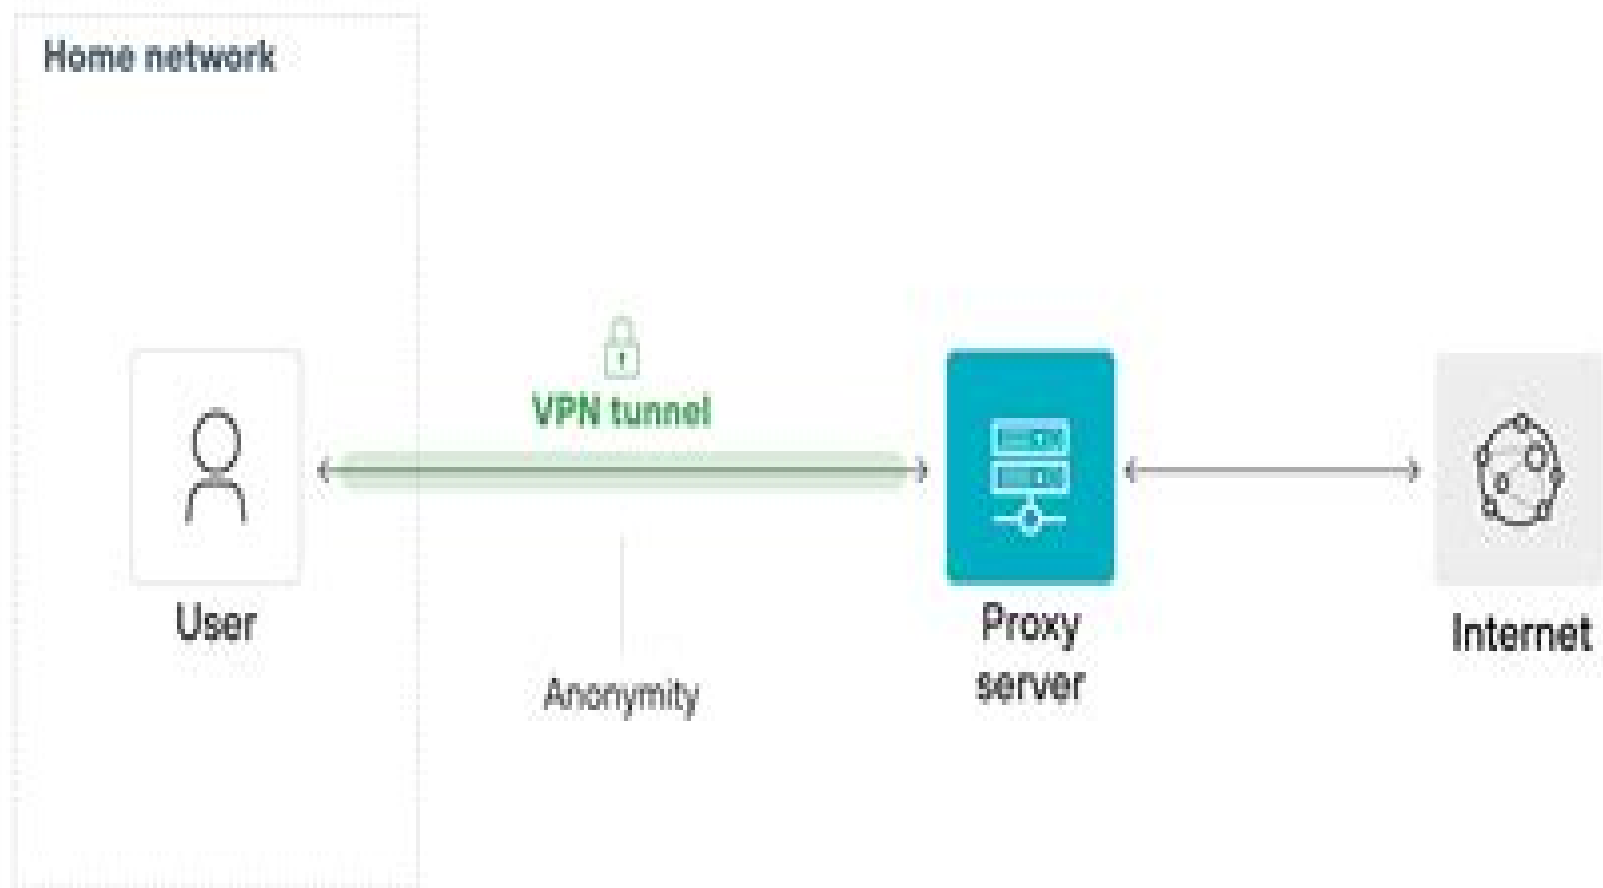 Home network
VPN tunnel
User
Anonymity
Proxy
server
Internet